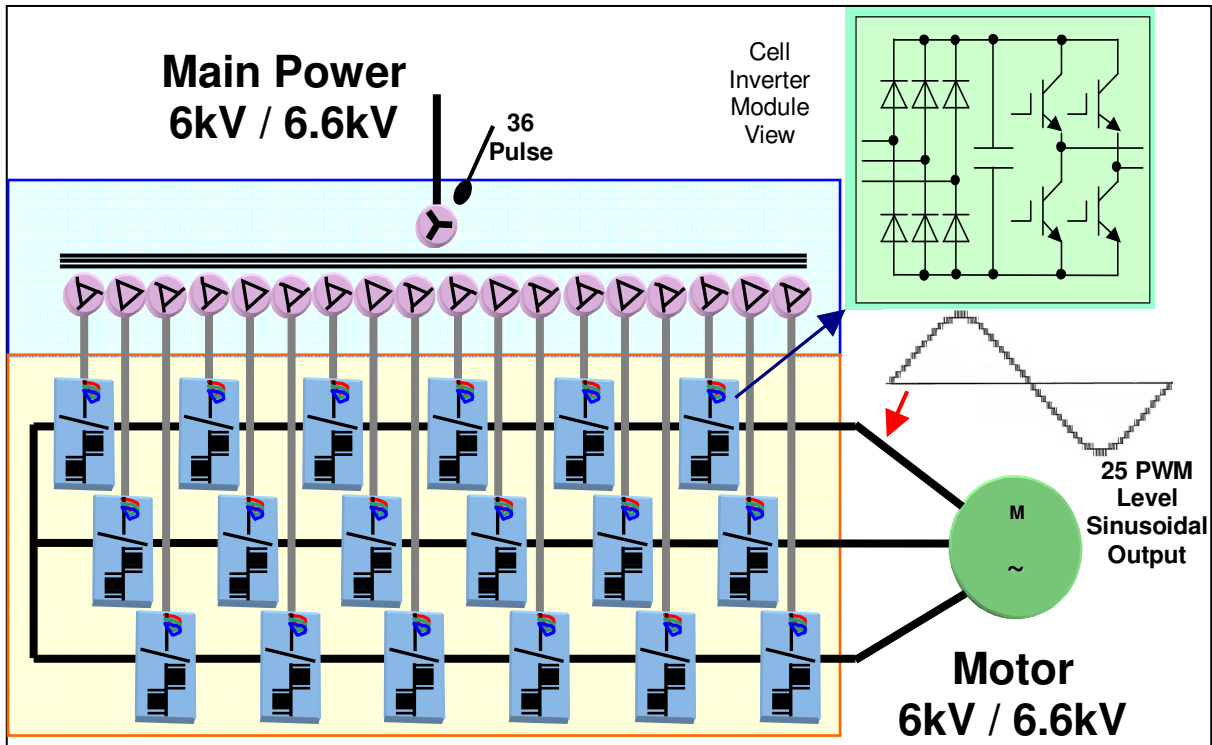 Main Power
6kV / 6.6kV
36
Pulse
Cell
Inverter
Module
View
25 PWM
Level
Sinusoidal
Output
M
~
Motor
6kV / 6.6kV